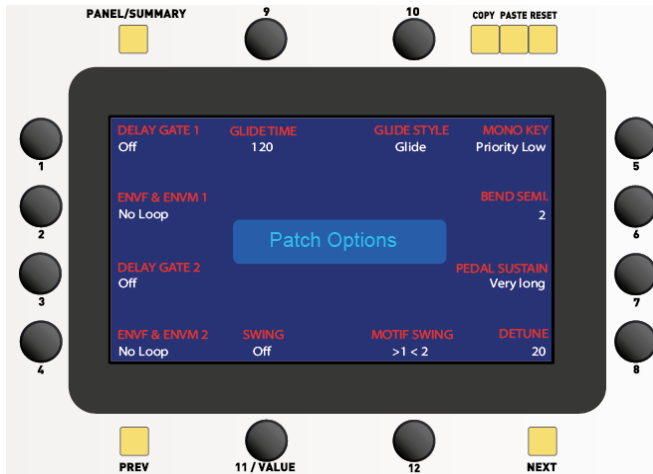 PANEL/SUMMARY
9
10
COPY PASTE RESET
DELAY GATE 1
Off
GLIDE TIME
120
GLIDE STYLE
Glide
MONO KEY
Priority Low
1
5
ENVF & ENVM 1
No Loop
BEND SEMI.
2
2
6
Patch Options
DELAY GATE 2
Off
PEDAL SUSTAIN
Very long
3
7
ENVF & ENVM 2
No Loop
SWING
Off
MOTIF SWING
>1 < 2
DETUNE
20
4
8
PREV
11 / VALUE
12
NEXT